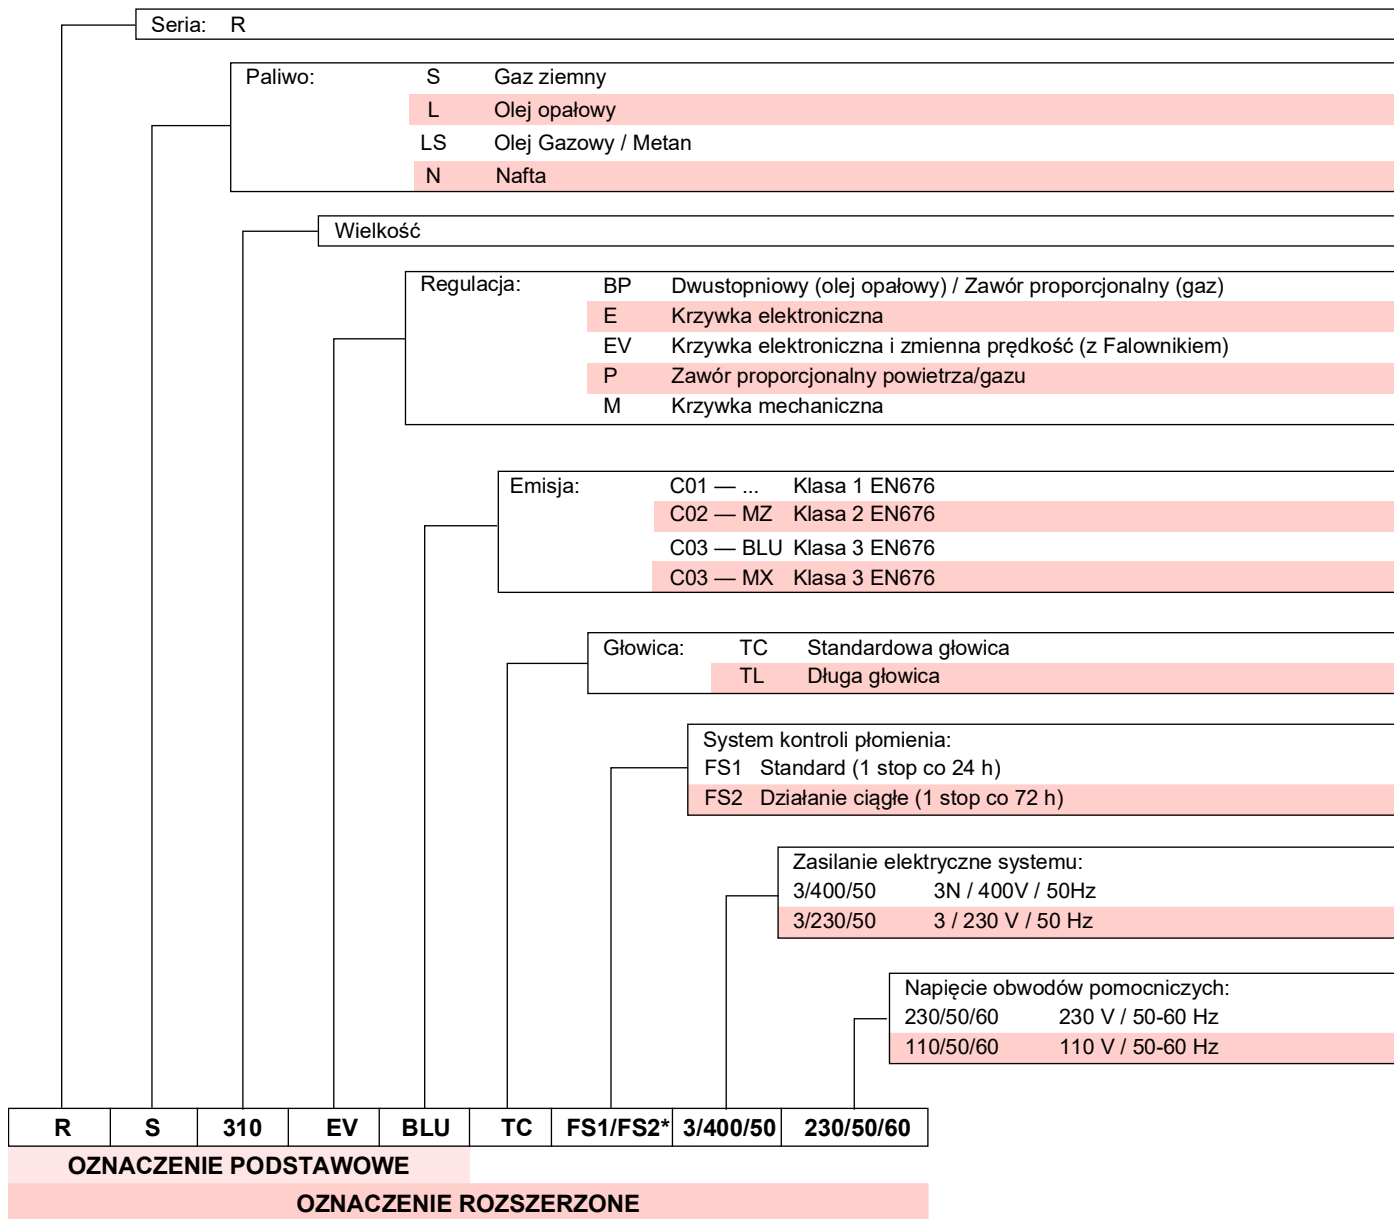 Seria: R
Paliwo: S Gaz ziemny
L Olej opałowy
LS Olej Gazowy / Metan
N Nafta
Wielkość
Regulacja: BP Dwustopniowy (olej opałowy) / Zawór proporcjonalny (gaz)
E Krzywka elektroniczna
EV Krzywka elektroniczna i zmienna prędkość (z Falownikiem)
P Zawór proporcjonalny powietrza/gazu
M Krzywka mechaniczna
Emisja: C01 — ... Klasa 1 EN676
C02 — MZ Klasa 2 EN676
C03 — BLU Klasa 3 EN676
C03 — MX Klasa 3 EN676
Głowica: TC Standardowa głowica
TL Długa głowica
System kontroli płomienia:
FS1 Standard (1 stop co 24 h)
FS2 Działanie ciągłe (1 stop co 72 h)
Zasilanie elektryczne systemu:
3/400/50 3N / 400V / 50Hz
3/230/50 3 / 230 V / 50 Hz
Napięcie obwodów pomocniczych:
230/50/60 230 V / 50-60 Hz
110/50/60 110 V / 50-60 Hz
R S 310 EV BLU TC FS1/FS2* 3/400/50 230/50/60
OZNACZENIE PODSTAWOWE
OZNACZENIE ROZSZERZONE